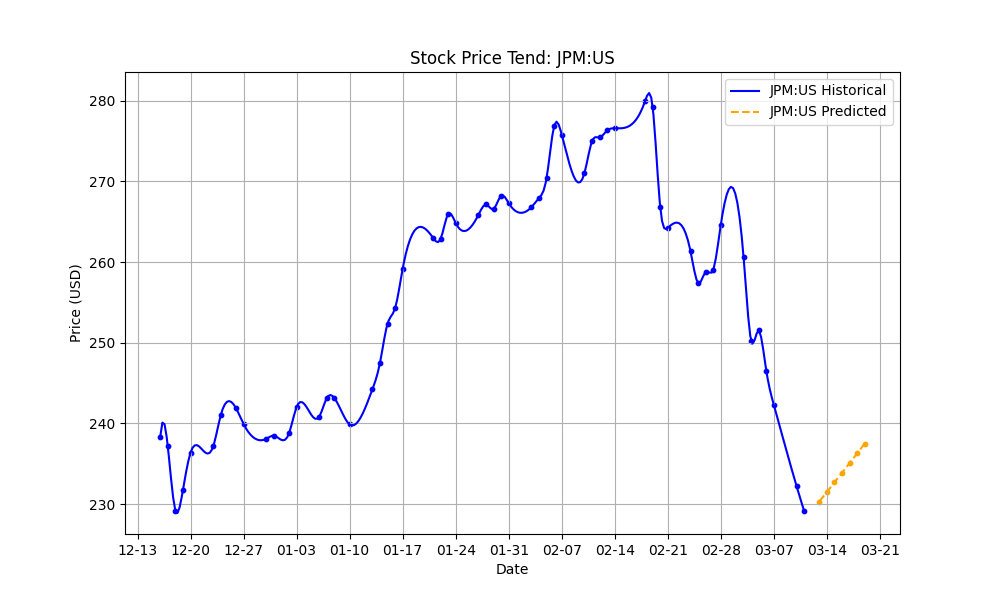 Stock Price Tend: JPM:US
JPM:US Historical
JPM:US Predicted
Price (USD)
280
270
260
250
240
230
12-13 12-20 12-27 01-03 01-10 01-17 01-24 01-31 02-07 02-14 02-21 02-28 03-07 03-14 03-21
Date